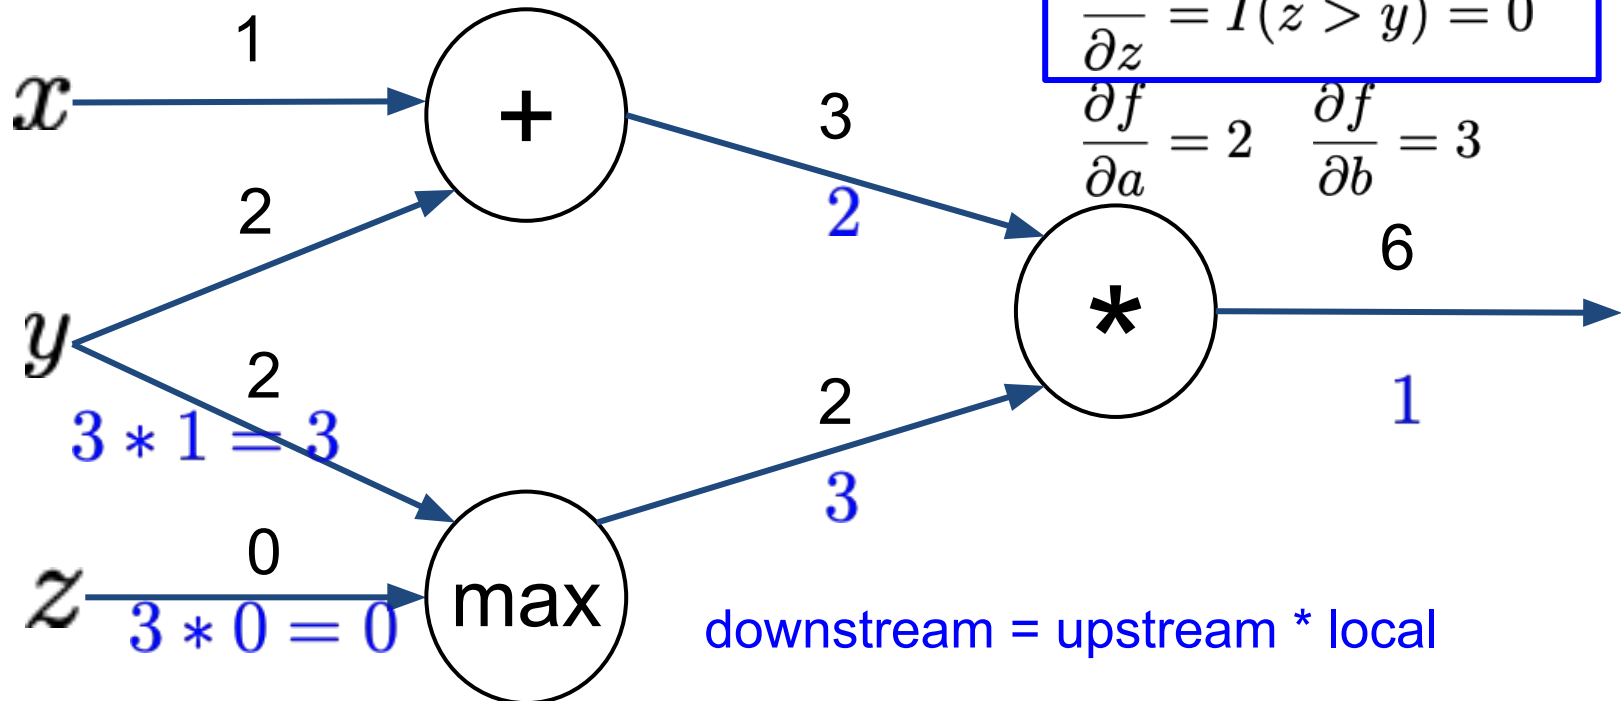 1
∂z = I(z > y) = 0
x
+
3
∂f/∂a = 2 ∂f/∂b = 3
2
2
6
y
*
2
2
1
3 * 1 = 3
3
0
z
max
3 * 0 = 0
downstream = upstream * local